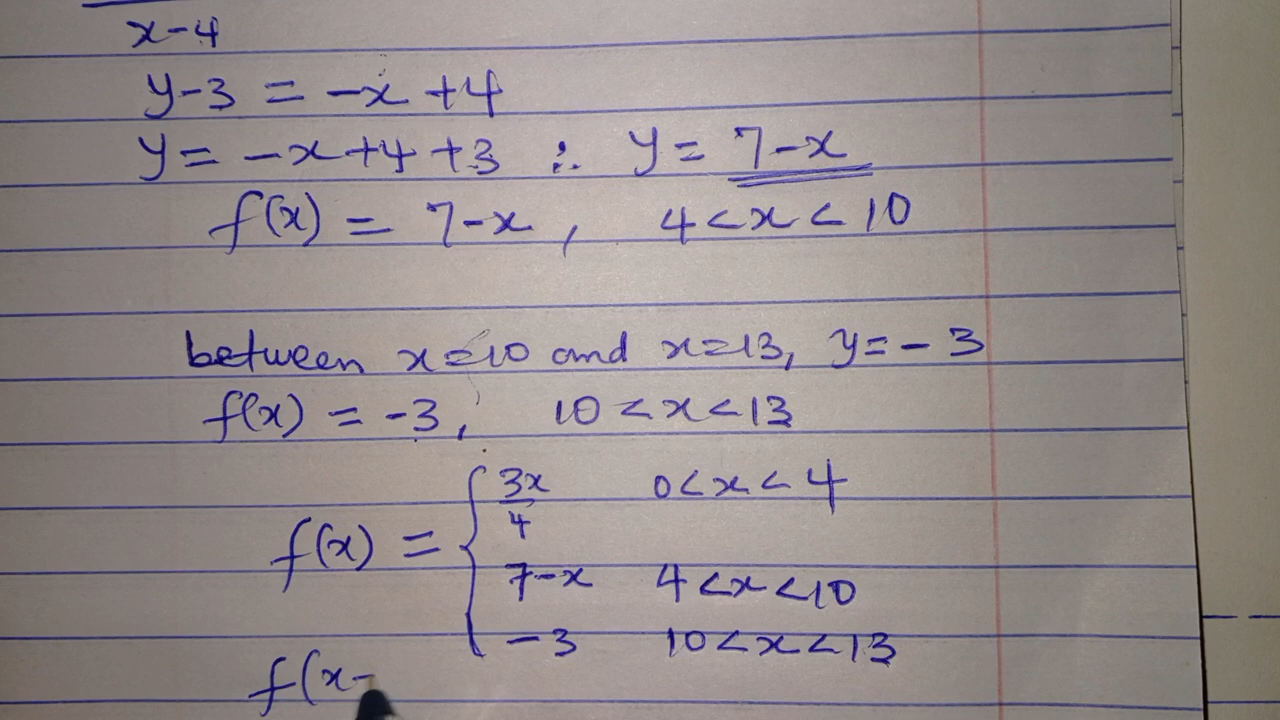 x-4
y-3 = -x +4
y = -x+4 +3 ∴ y = 7-x
f(x) = 7-x , 4<x<10
between x=10 and x=13, y=-3
f(x) = -3, 10<x<13
f(x) = { 3x/4 0<x<4
7-x 4<x<10
-3 10<x<13
f(x-